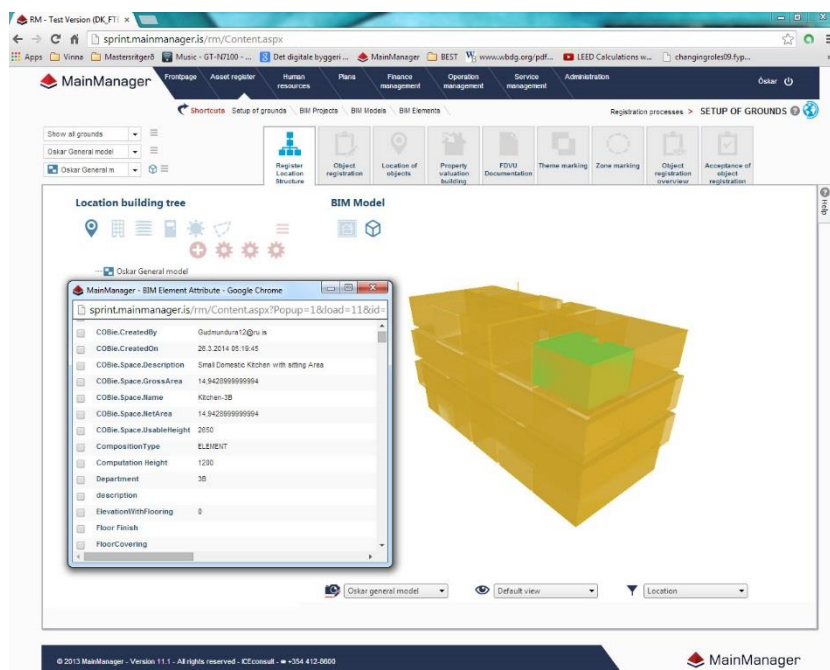 RM - Test Version (DK_FTI
sprint.mainmanager.is/rm/Content.aspx
Apps Vinna Mastersritgerð Music - GT-N7100 - ... Det digitale byggeri ... MainManager BEST www.wbdg.org/pdf... LEED Calculations w... changingroles09.fyp...
MainManager
Frontpage Asset register Human resources Plans Finance management Operation management Service management Administration
Óskar
Shortcuts Setup of grounds BIM Projects BIM Models BIM Elements
Registration processes > SETUP OF GROUNDS
Show all grounds
Oskar General model
Oskar General m
Register Location Structure
Object registration
Location of objects
Property valuation building
FDVU Documentation
Theme marking
Zone marking
Object registration overview
Acceptance of object registration
Help
Location building tree
BIM Model
Oskar General model
MainManager - BIM Element Attribute - Google Chrome
sprint.mainmanager.is/rm/Content.aspx?Popup=1&load=11&id=
COBie.CreatedBy Gudmundura12@ru.is
COBie.CreatedOn 26.3.2014 05:19:45
COBie.Space.Description Small Domestic Kitchen with sitting Area
COBie.Space.GrossArea 14,9428999999994
COBie.Space.Name Kitchen-3B
COBie.Space.NetArea 14,9428999999994
COBie.Space.UsableHeight 2650
CompositionType ELEMENT
Computation Height 1200
Department 3B
description
ElevationWithFlooring 0
Floor Finish
FloorCovering
Oskar general model
Default view
Location
© 2013 MainManager - Version 11.1 - All rights reserved - ICEconsult - +354 412-8600
MainManager